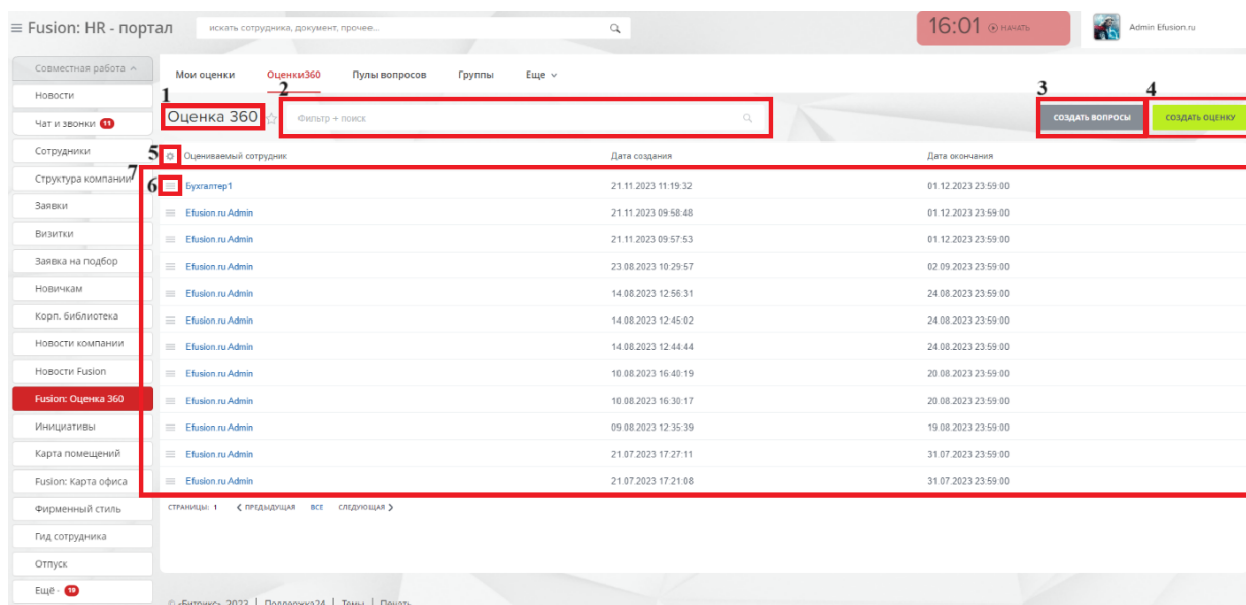 Fusion: HR - портал
искать сотрудника, документ, прочее...
16:01 НАЧАТЬ
Admin Efusion.ru
Совместная работа
Новости
Чат и звонки 11
Сотрудники
Структура компании
Заявки
Визитки
Заявка на подбор
Новичкам
Корп. библиотека
Новости компании
Новости Fusion
Fusion: Оценка 360
Инициативы
Карта помещений
Fusion: Карта офиса
Фирменный стиль
Гид сотрудника
Отпуск
Ещё - 19
Мои оценки Оценки360 Пулы вопросов Группы Еще
1 2 3 4
Оценка 360 Фильтр + поиск СОЗДАТЬ ВОПРОСЫ СОЗДАТЬ ОЦЕНКУ
5 Оцениваемый сотрудник Дата создания Дата окончания
7
6 Бухгалтер1 21.11.2023 11:19:32 01.12.2023 23:59:00
Efusion.ru.Admin 21.11.2023 09:58:48 01.12.2023 23:59:00
Efusion.ru.Admin 21.11.2023 09:57:53 01.12.2023 23:59:00
Efusion.ru.Admin 23.08.2023 10:29:57 02.09.2023 23:59:00
Efusion.ru.Admin 14.08.2023 12:56:31 24.08.2023 23:59:00
Efusion.ru.Admin 14.08.2023 12:45:02 24.08.2023 23:59:00
Efusion.ru.Admin 14.08.2023 12:44:44 24.08.2023 23:59:00
Efusion.ru.Admin 10.08.2023 16:40:19 20.08.2023 23:59:00
Efusion.ru.Admin 10.08.2023 16:30:17 20.08.2023 23:59:00
Efusion.ru.Admin 09.08.2023 12:35:39 19.08.2023 23:59:00
Efusion.ru.Admin 21.07.2023 17:27:11 31.07.2023 23:59:00
Efusion.ru.Admin 21.07.2023 17:21:08 31.07.2023 23:59:00
СТРАНИЦЫ: 1 ПРЕДЫДУЩАЯ ВСЕ СЛЕДУЮЩАЯ
© «Битрикс», 2023 | Поддержка24 | Темы | Печать